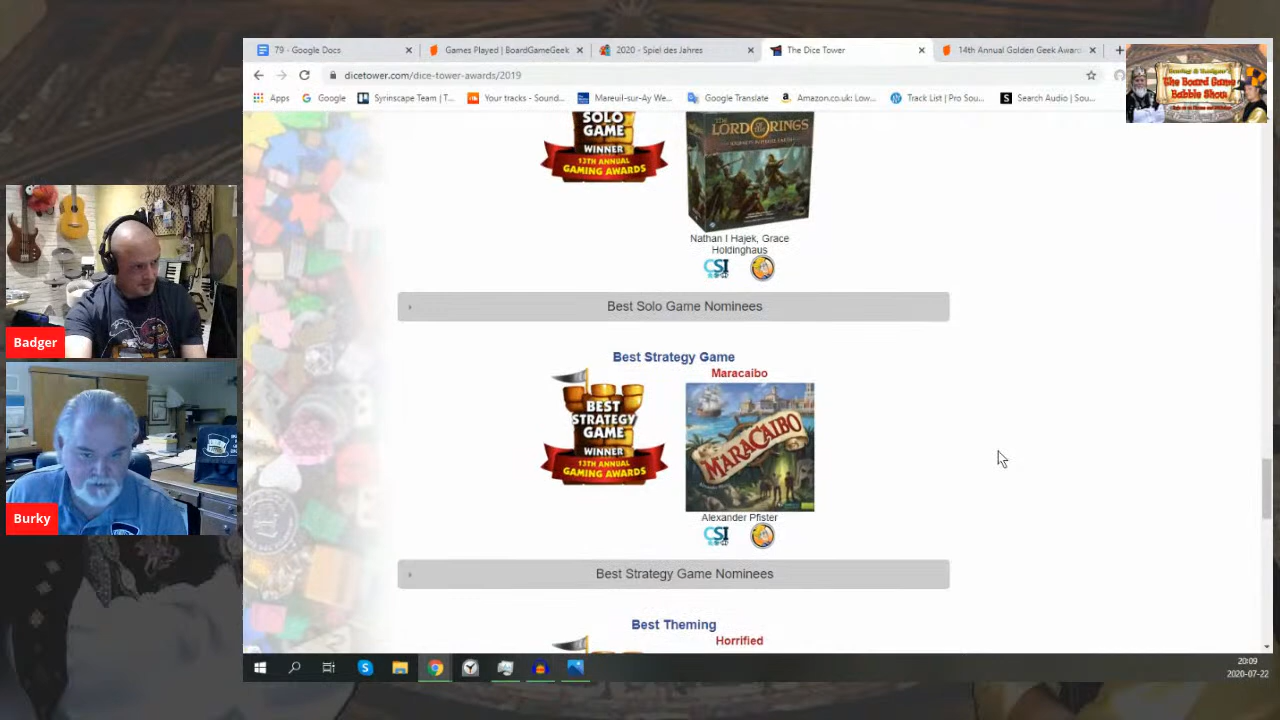 79 - Google Docs
Games Played | BoardGameGeek
2020 - Spiel des Jahres
The Dice Tower
14th Annual Golden Geek Awar
dicetower.com/dice-tower-awards/2019
Apps
Google
Syrinscape Team | T...
Your tracks - Sound...
Mareuil-sur-Ay We...
Google Translate
Amazon.co.uk: Low...
Track List | Pro Sou...
Search Audio | Sou...
The Board Game
Babble Show
SOLO
GAME
WINNER
13TH ANNUAL
GAMING AWARDS
THE
LORD OF THE RINGS
Nathan I Hajek, Grace
Holdinghaus
CSI
Best Solo Game Nominees
Best Strategy Game
Maracaibo
BEST
STRATEGY
GAME
WINNER
13TH ANNUAL
GAMING AWARDS
MARACAIBO
Alexander Pfister
CSI
Best Strategy Game Nominees
Best Theming
Horrified
Badger
Burky
20:09
2020-07-22